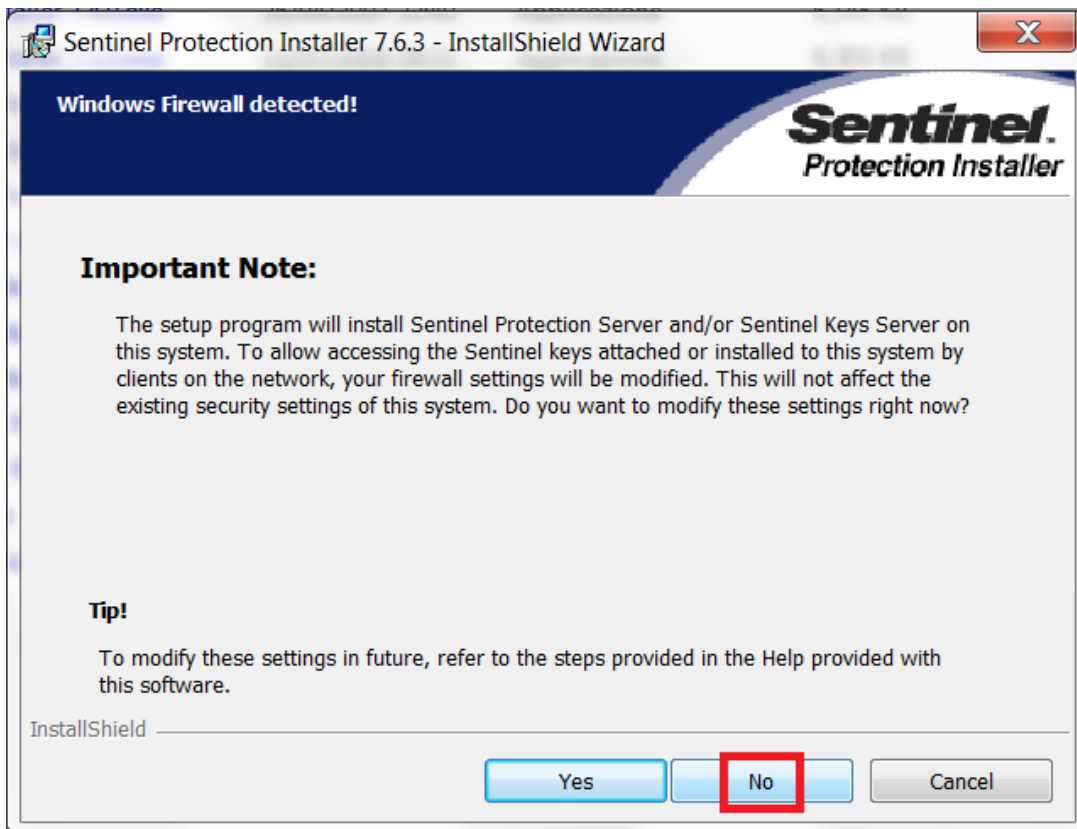 Sentinel Protection Installer 7.6.3 - InstallShield Wizard
Windows Firewall detected!
Sentinel.
Protection Installer
Important Note:
The setup program will install Sentinel Protection Server and/or Sentinel Keys Server on
this system. To allow accessing the Sentinel keys attached or installed to this system by
clients on the network, your firewall settings will be modified. This will not affect the
existing security settings of this system. Do you want to modify these settings right now?
Tip!
To modify these settings in future, refer to the steps provided in the Help provided with
this software.
InstallShield
Yes
No
Cancel